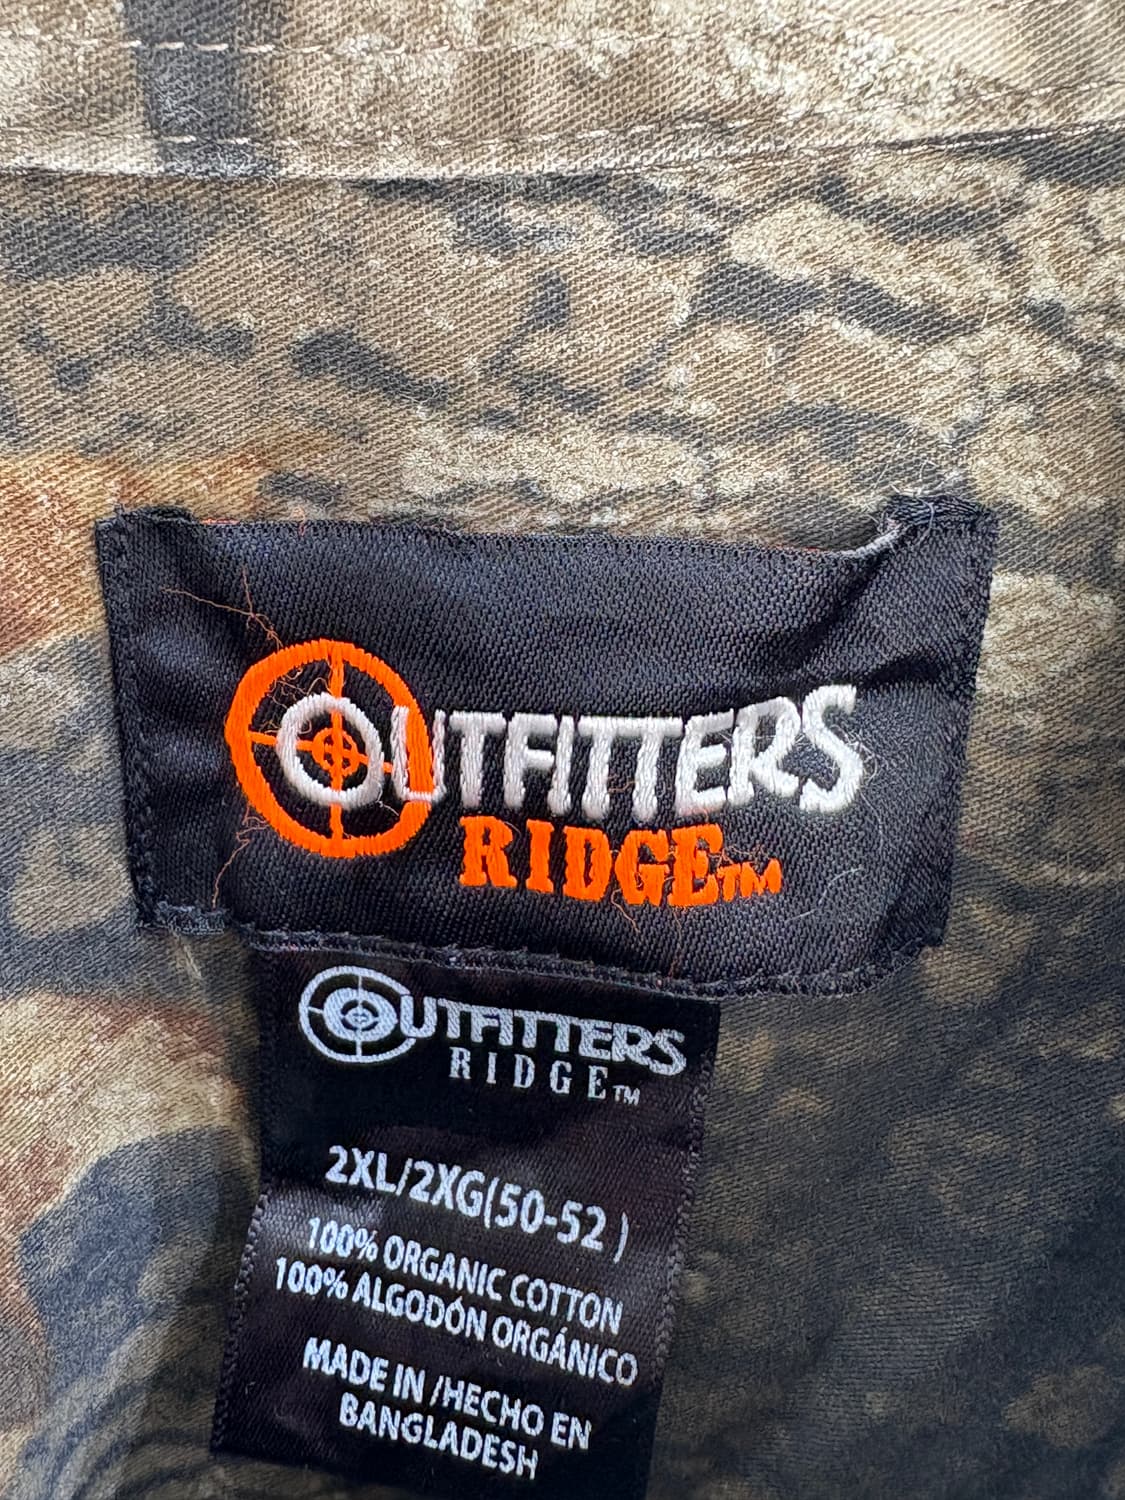 OUTFITTERS
RIDGE™
OUTFITTERS
RIDGE™
2XL/2XG(50-52 )
100% ORGANIC COTTON
100% ALGODÓN ORGÁNICO
MADE IN /HECHO EN
BANGLADESH